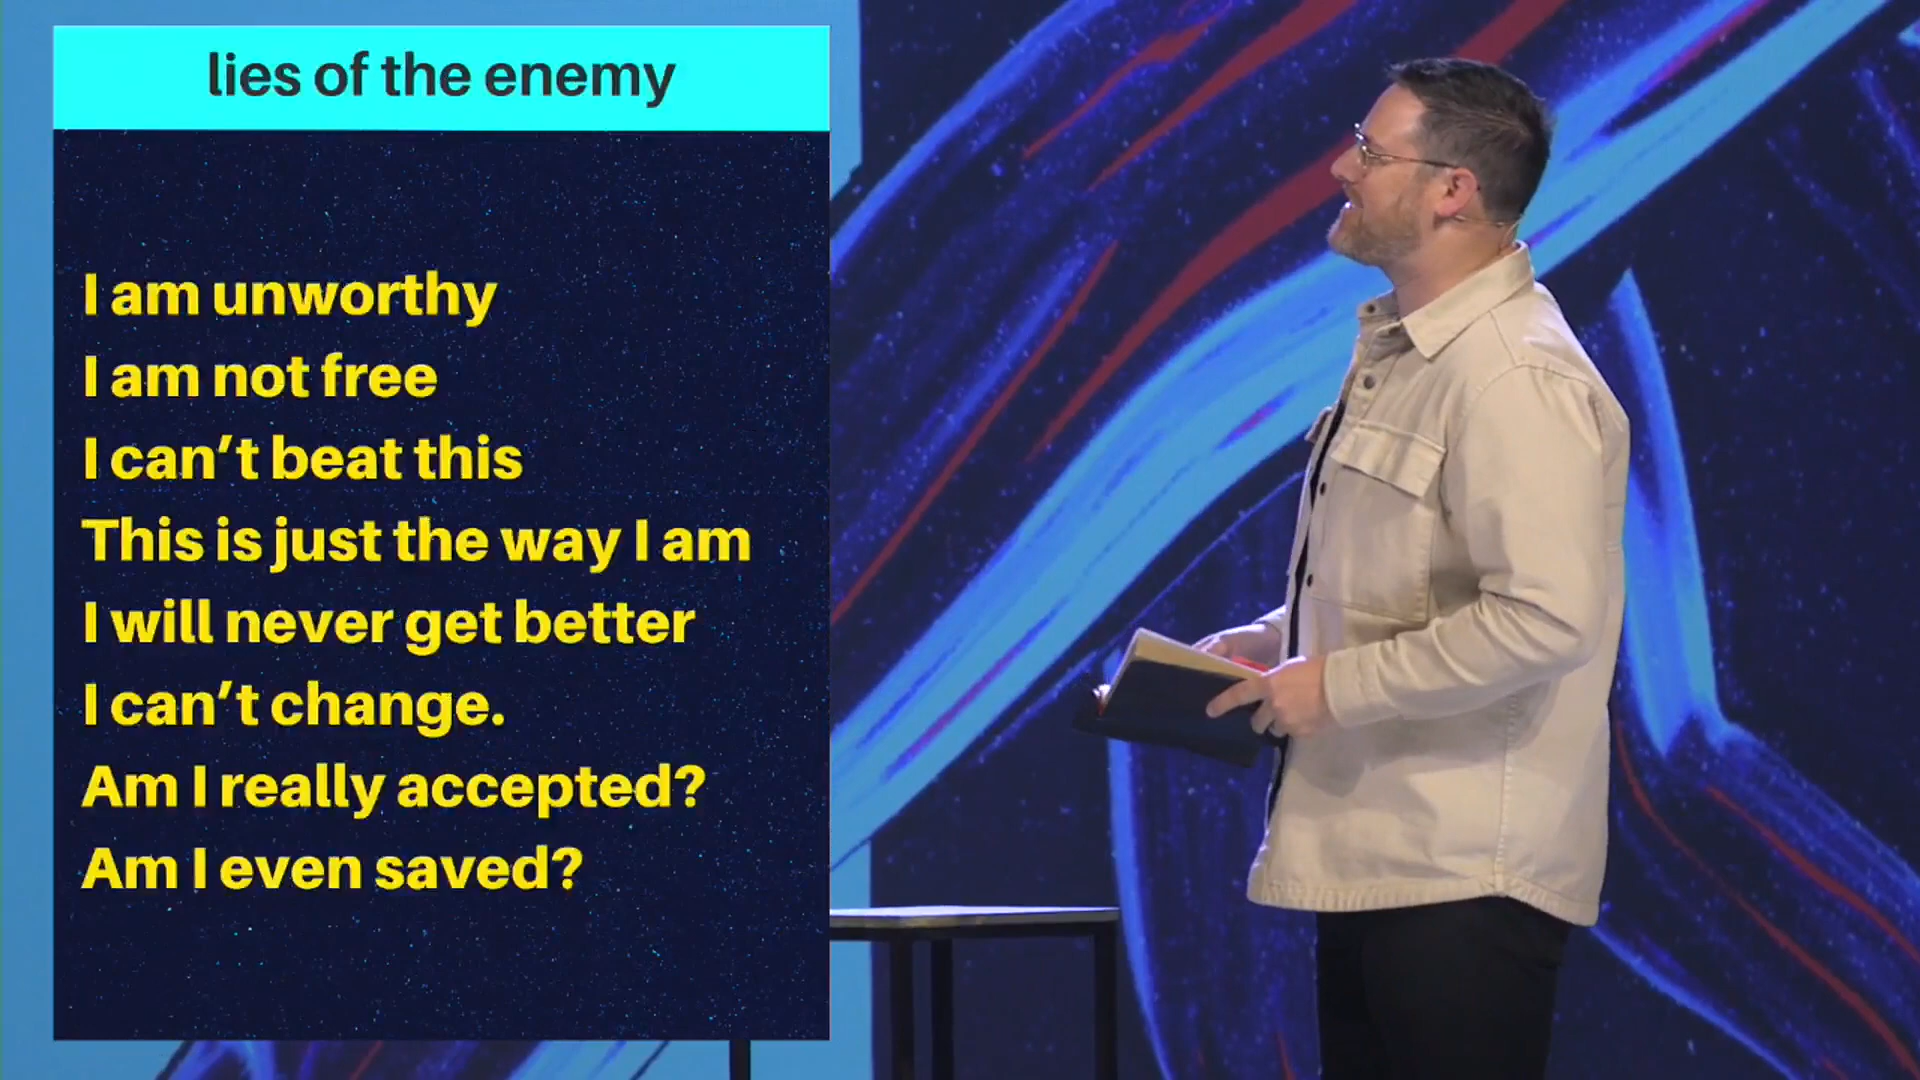 lies of the enemy
I am unworthy
I am not free
I can’t beat this
This is just the way I am
I will never get better
I can’t change.
Am I really accepted?
Am I even saved?